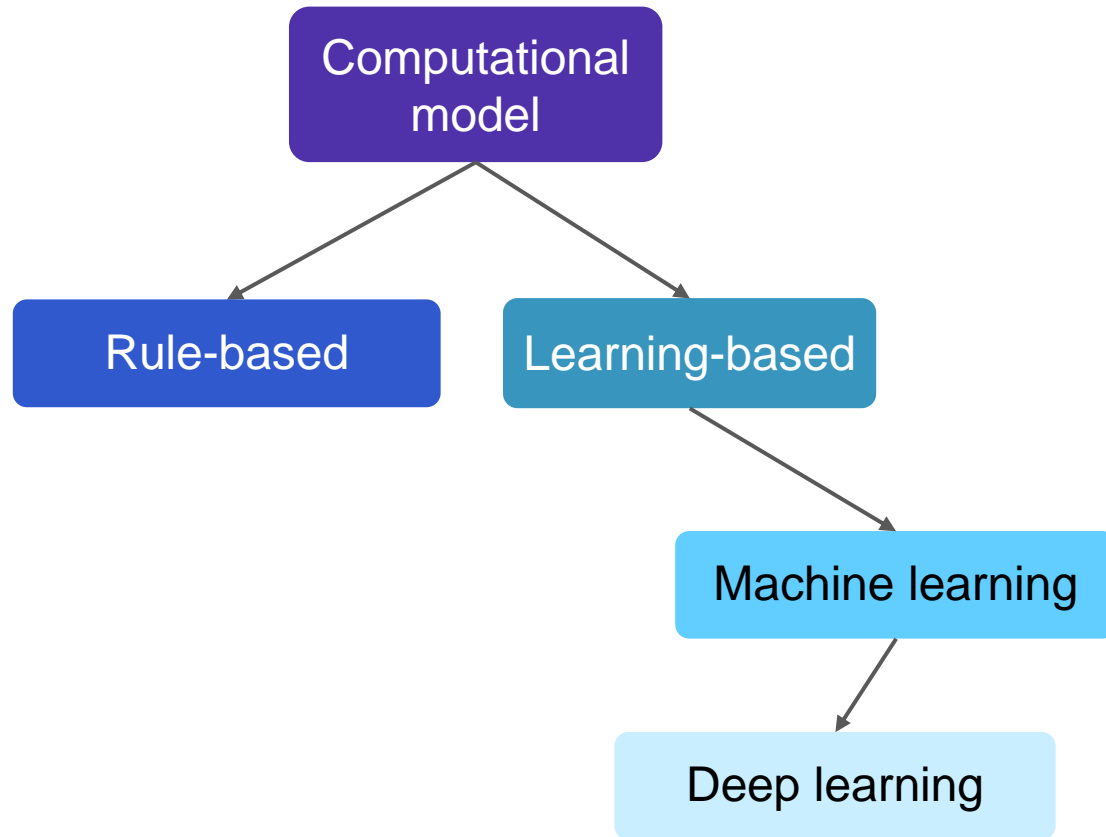 Computational
model
Rule-based
Learning-based
Machine learning
Deep learning